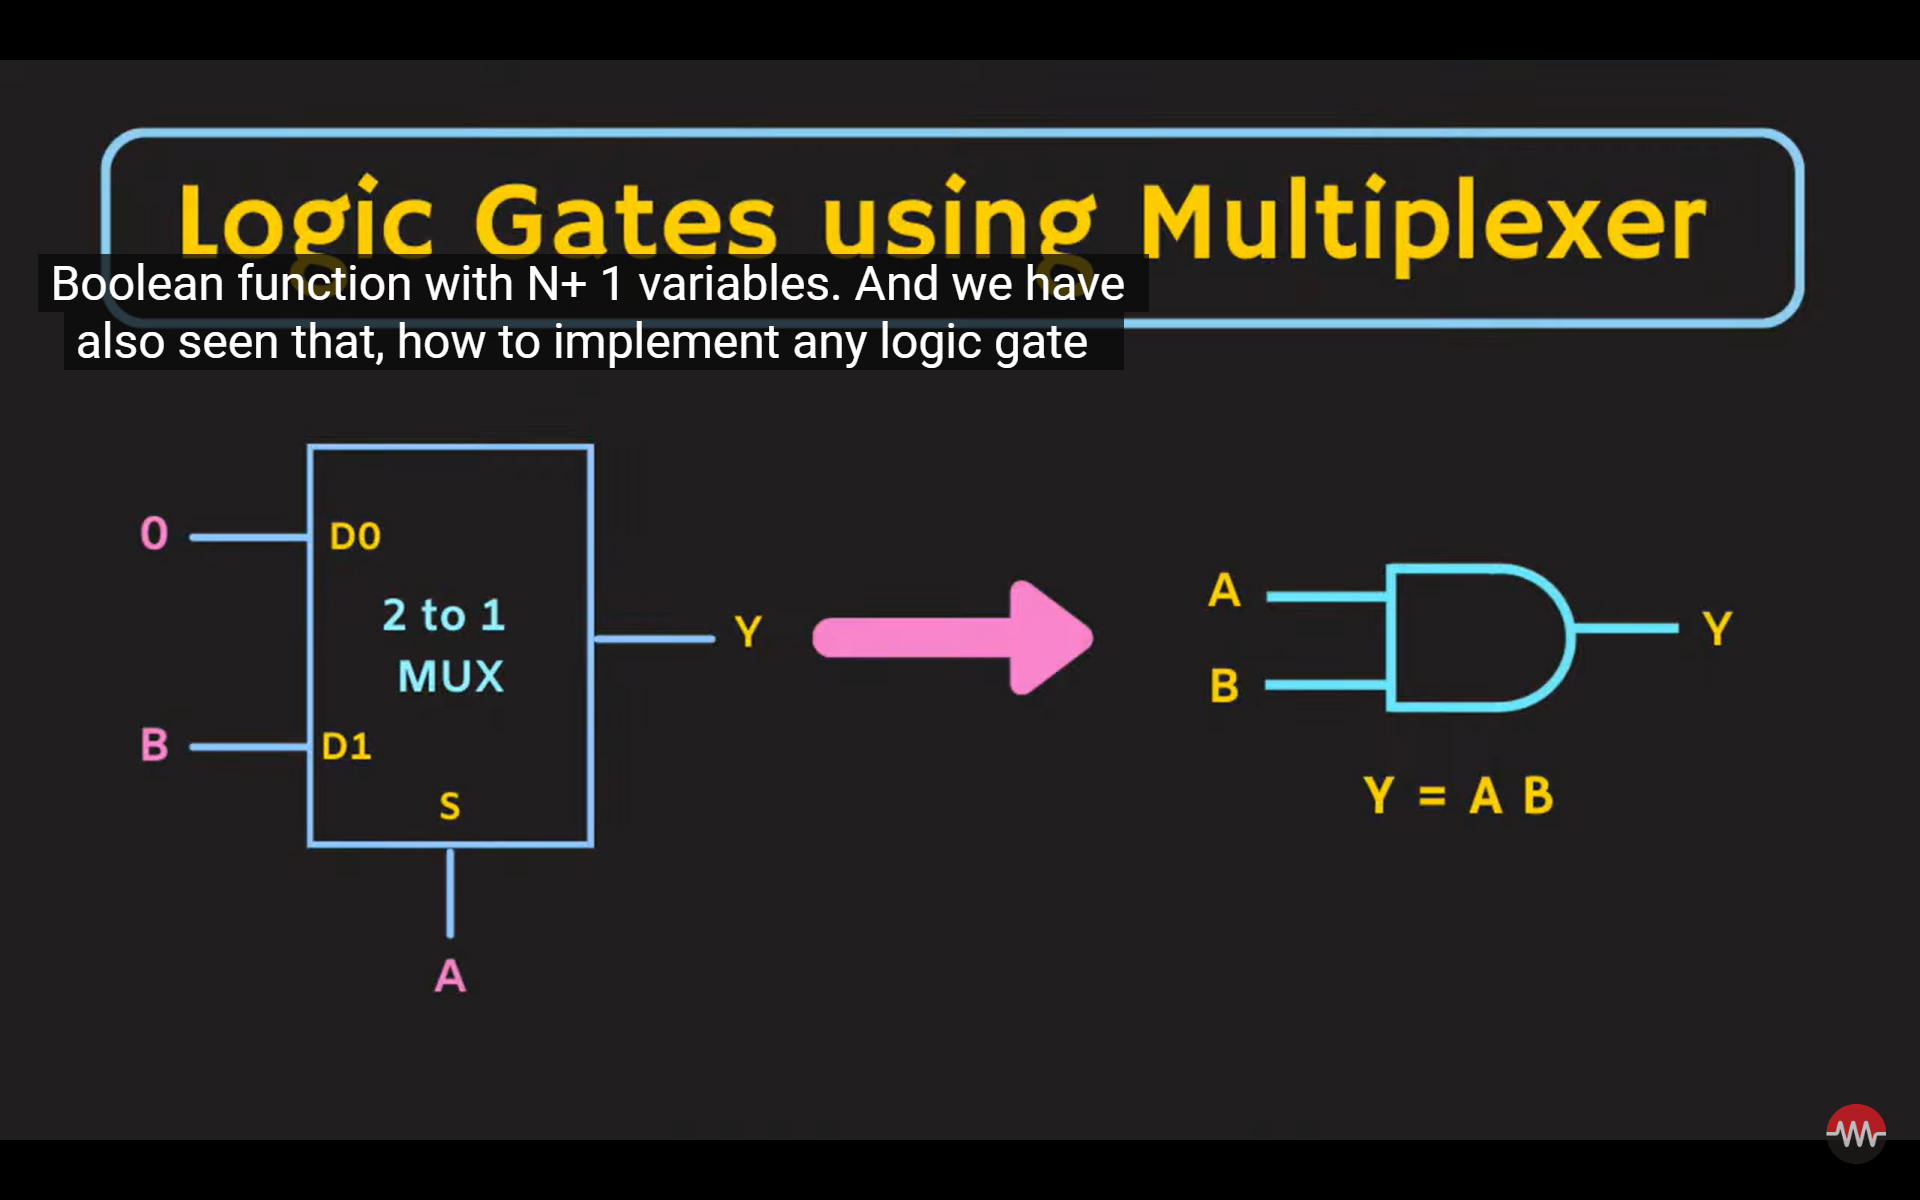 Logic Gates using Multiplexer
Boolean function with N+ 1 variables. And we have
also seen that, how to implement any logic gate
0
D0
2 to 1
MUX
Y
B
D1
S
A
A
B
Y
Y = A B